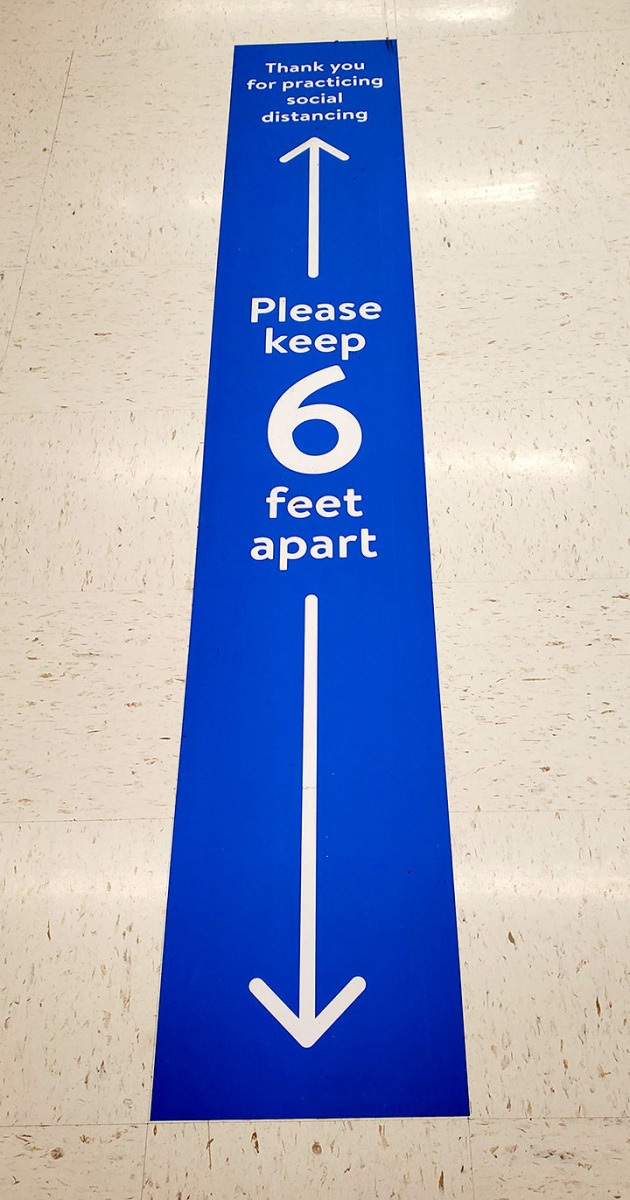 Thank you
for practicing
social
distancing
Please
keep
6
feet
apart